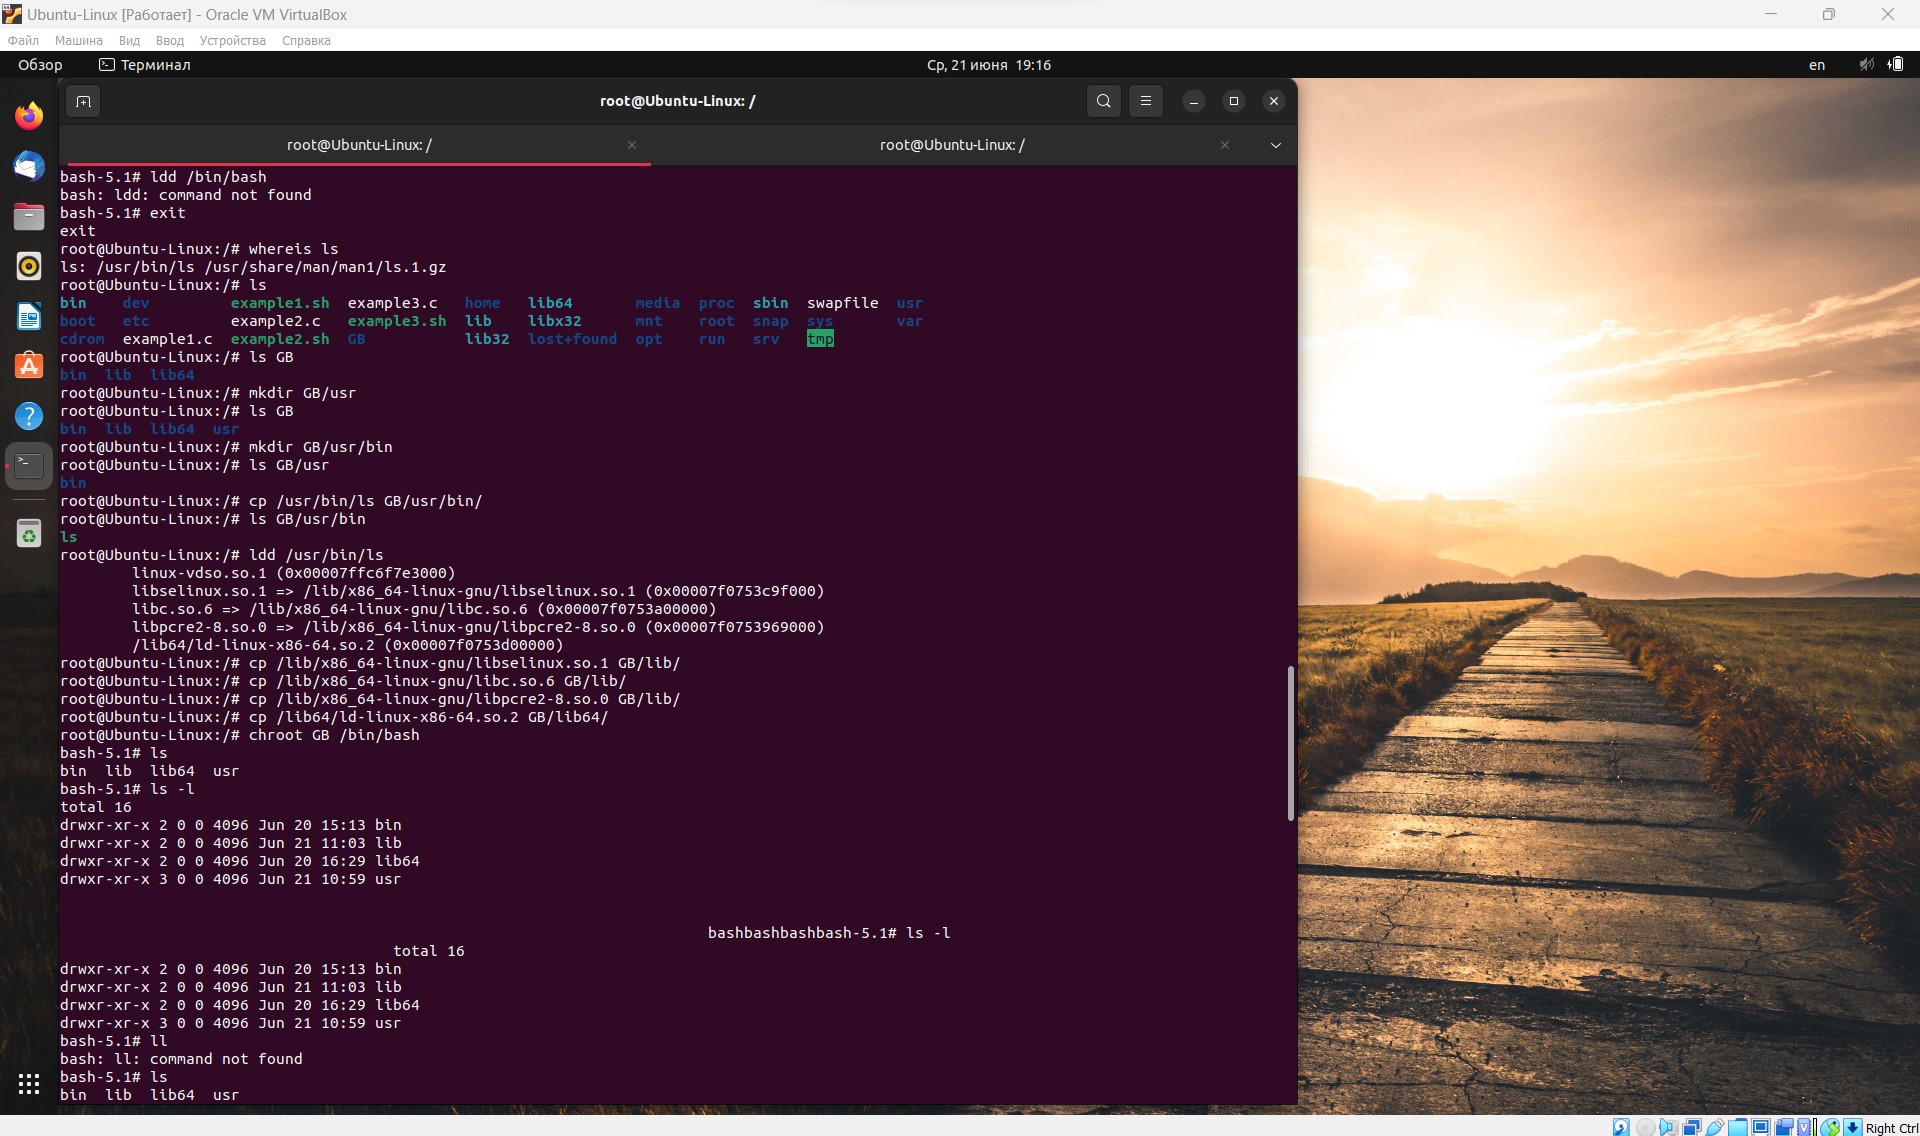 Ubuntu-Linux [Работает] - Oracle VM VirtualBox
Файл Машина Вид Ввод Устройства Справка
Обзор Терминал Ср, 21 июня 19:16 en
root@Ubuntu-Linux: /
root@Ubuntu-Linux: / root@Ubuntu-Linux: /
bash-5.1# ldd /bin/bash
bash: ldd: command not found
bash-5.1# exit
exit
root@Ubuntu-Linux:/# whereis ls
ls: /usr/bin/ls /usr/share/man/man1/ls.1.gz
root@Ubuntu-Linux:/# ls
bin dev example1.sh example3.c home lib64 media proc sbin swapfile usr
boot etc example2.c example3.sh lib libx32 mnt root snap sys var
cdrom example1.c example2.sh GB lib32 lost+found opt run srv tmp
root@Ubuntu-Linux:/# ls GB
bin lib lib64
root@Ubuntu-Linux:/# mkdir GB/usr
root@Ubuntu-Linux:/# ls GB
bin lib lib64 usr
root@Ubuntu-Linux:/# mkdir GB/usr/bin
root@Ubuntu-Linux:/# ls GB/usr
bin
root@Ubuntu-Linux:/# cp /usr/bin/ls GB/usr/bin/
root@Ubuntu-Linux:/# ls GB/usr/bin
ls
root@Ubuntu-Linux:/# ldd /usr/bin/ls
linux-vdso.so.1 (0x00007ffc6f7e3000)
libselinux.so.1 => /lib/x86_64-linux-gnu/libselinux.so.1 (0x00007f0753c9f000)
libc.so.6 => /lib/x86_64-linux-gnu/libc.so.6 (0x00007f0753a00000)
libpcre2-8.so.0 => /lib/x86_64-linux-gnu/libpcre2-8.so.0 (0x00007f0753969000)
/lib64/ld-linux-x86-64.so.2 (0x00007f0753d00000)
root@Ubuntu-Linux:/# cp /lib/x86_64-linux-gnu/libselinux.so.1 GB/lib/
root@Ubuntu-Linux:/# cp /lib/x86_64-linux-gnu/libc.so.6 GB/lib/
root@Ubuntu-Linux:/# cp /lib/x86_64-linux-gnu/libpcre2-8.so.0 GB/lib/
root@Ubuntu-Linux:/# cp /lib64/ld-linux-x86-64.so.2 GB/lib64/
root@Ubuntu-Linux:/# chroot GB /bin/bash
bash-5.1# ls
bin lib lib64 usr
bash-5.1# ls -l
total 16
drwxr-xr-x 2 0 0 4096 Jun 20 15:13 bin
drwxr-xr-x 2 0 0 4096 Jun 21 11:03 lib
drwxr-xr-x 2 0 0 4096 Jun 20 16:29 lib64
drwxr-xr-x 3 0 0 4096 Jun 21 10:59 usr
bashbashbashbash-5.1# ls -l
total 16
drwxr-xr-x 2 0 0 4096 Jun 20 15:13 bin
drwxr-xr-x 2 0 0 4096 Jun 21 11:03 lib
drwxr-xr-x 2 0 0 4096 Jun 20 16:29 lib64
drwxr-xr-x 3 0 0 4096 Jun 21 10:59 usr
bash-5.1# ll
bash: ll: command not found
bash-5.1# ls
bin lib lib64 usr
Right Ctrl